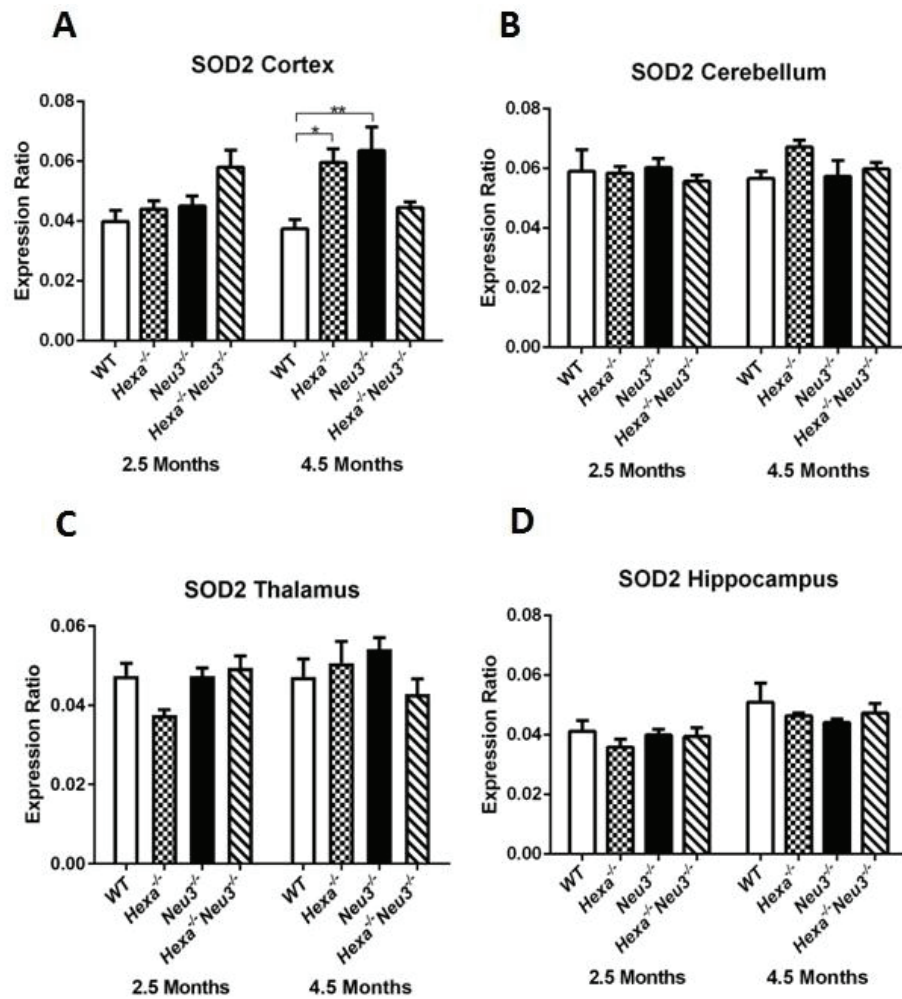 A
SOD2 Cortex
Expression Ratio
0.08
0.06
0.04
0.02
0.00
*
**
WT
Hexa-/-
Neu3-/-
Hexa-/-Neu3-/-
WT
Hexa-/-
Neu3-/-
Hexa-/-Neu3-/-
2.5 Months
4.5 Months
B
SOD2 Cerebellum
Expression Ratio
0.08
0.06
0.04
0.02
0.00
WT
Hexa-/-
Neu3-/-
Hexa-/-Neu3-/-
WT
Hexa-/-
Neu3-/-
Hexa-/-Neu3-/-
2.5 Months
4.5 Months
C
SOD2 Thalamus
Expression Ratio
0.06
0.04
0.02
0.00
WT
Hexa-/-
Neu3-/-
Hexa-/-Neu3-/-
WT
Hexa-/-
Neu3-/-
Hexa-/-Neu3-/-
2.5 Months
4.5 Months
D
SOD2 Hippocampus
Expression Ratio
0.08
0.06
0.04
0.02
0.00
WT
Hexa-/-
Neu3-/-
Hexa-/-Neu3-/-
WT
Hexa-/-
Neu3-/-
Hexa-/-Neu3-/-
2.5 Months
4.5 Months